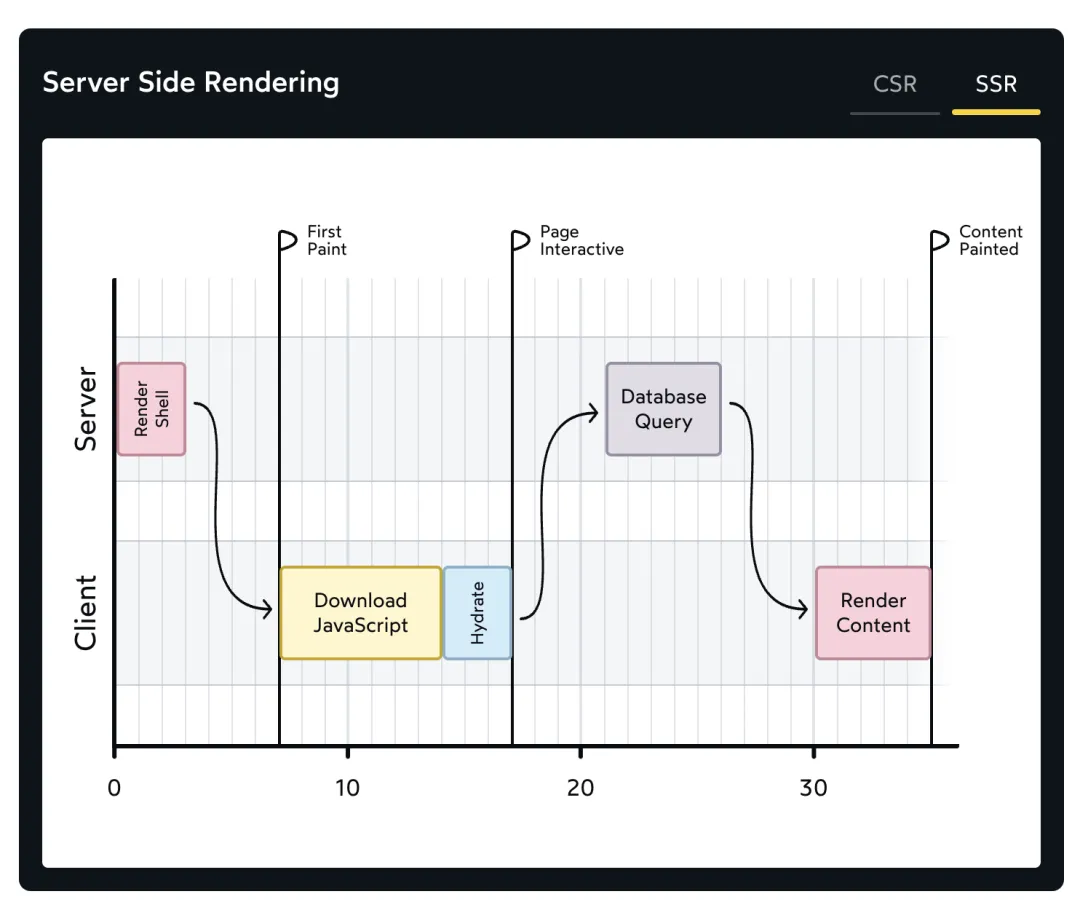 Server Side Rendering
CSR
SSR
First
Paint
Page
Interactive
Content
Painted
Server
Render
Shell
Database
Query
Client
Download
JavaScript
Hydrate
Render
Content
0
10
20
30